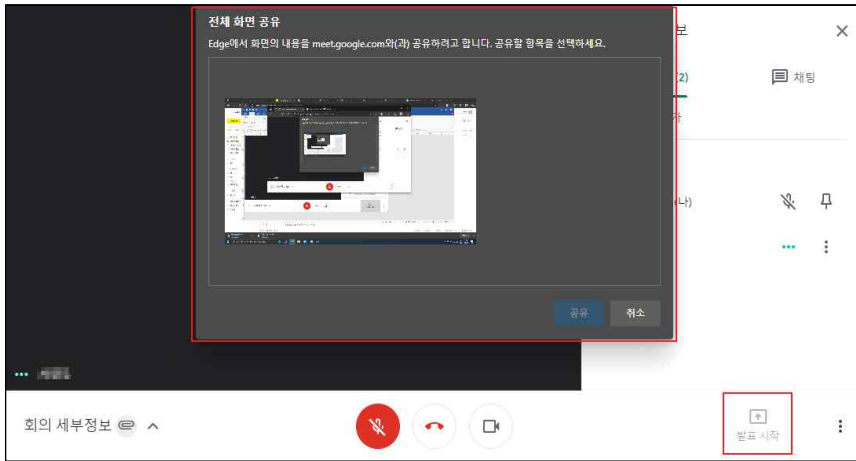 전체 화면 공유
Edge에서 화면의 내용을 meet.google.com와(과) 공유하려고 합니다. 공유할 항목을 선택하세요.
보
(2)
채팅
가
(나)
공유
취소
회의 세부정보
발표 시작